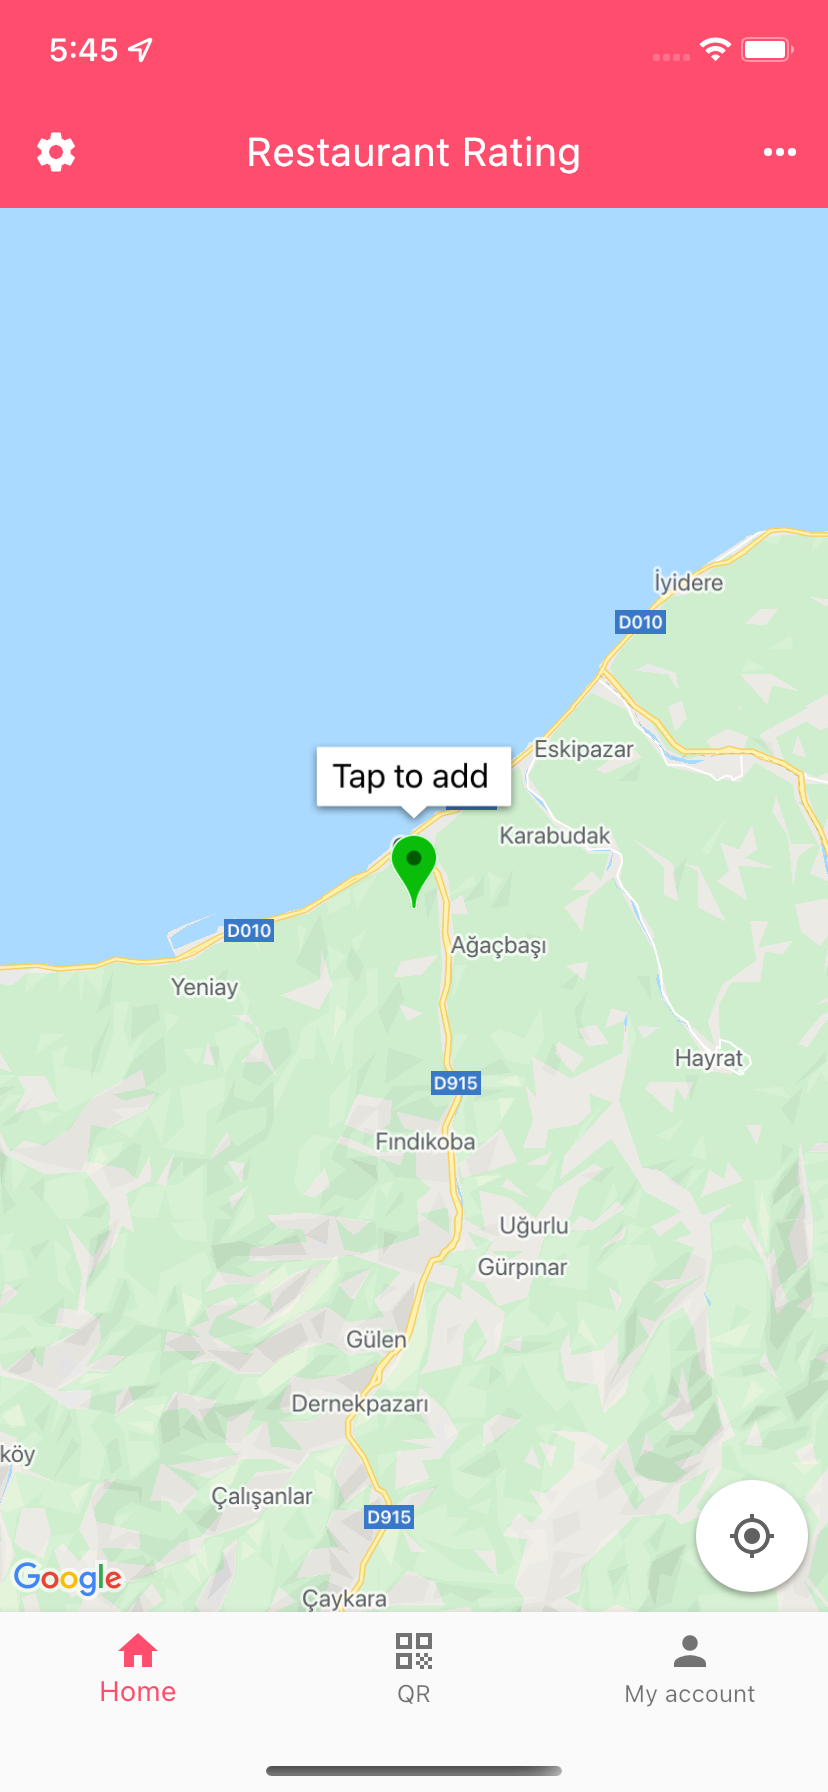 5:45
Restaurant Rating
İyidere
D010
Eskipazar
Tap to add
Karabudak
D010
Ağaçbaşı
Yeniay
Hayrat
D915
Fındıkoba
Uğurlu
Gürpınar
Gülen
Dernekpazarı
köy
Çalışanlar
D915
Google
Çaykara
Home
QR
My account